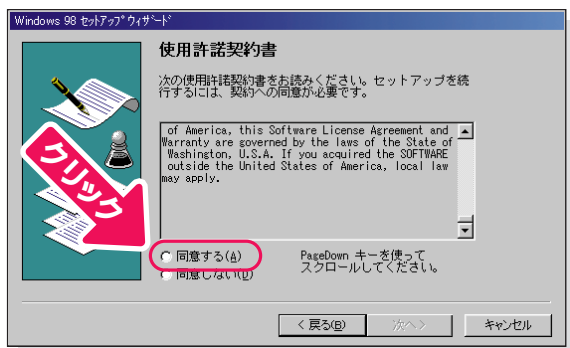 Windows 98 ｾｯﾄｱｯﾌﾟ ｳｨｻﾞｰﾄﾞ
使用許諾契約書
次の使用許諾契約書をお読みください。セットアップを続
行するには、契約への同意が必要です。
of America, this Software License Agreement and
Warranty are governed by the laws of the State of
Washington, U.S.A. If you acquired the SOFTWARE
outside the United States of America, local law
may apply.
クリック
同意する(A)
同意しない(D)
PageDown キーを使って
スクロールしてください。
< 戻る(B)
次へ >
キャンセル